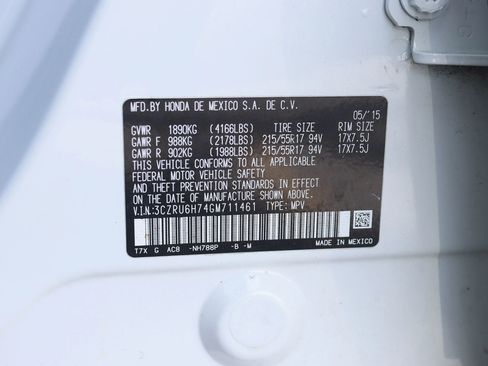 MFD.BY HONDA DE MEXICO S.A. DE C.V.
05/'15
GVWR 1890KG (4166LBS) TIRE SIZE RIM SIZE
GAWR F 988KG (2178LBS) 215/55R17 94V 17X7.5J
GAWR R 902KG (1988LBS) 215/55R17 94V 17X7.5J
THIS VEHICLE CONFORMS TO ALL APPLICABLE
FEDERAL MOTOR VEHICLE SAFETY AND THEFT
PREVENTION STANDARDS IN EFFECT ON THE
DATE OF MANUFACTURE SHOWN ABOVE.
V.I.N:3CZRU6H74GM711461 TYPE: MPV
T7X G AC8 -NH788P -B -M
MADE IN MEXICO